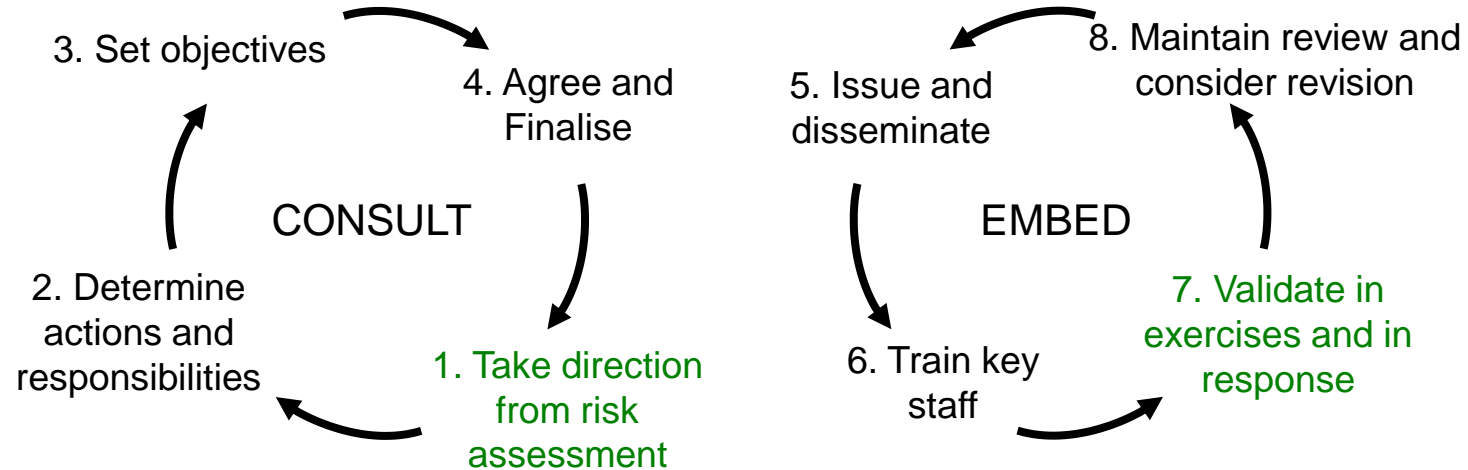 3. Set objectives
4. Agree and
Finalise
CONSULT
2. Determine
actions and
responsibilities
1. Take direction
from risk
assessment
8. Maintain review and
consider revision
5. Issue and
disseminate
EMBED
7. Validate in
exercises and in
response
6. Train key
staff